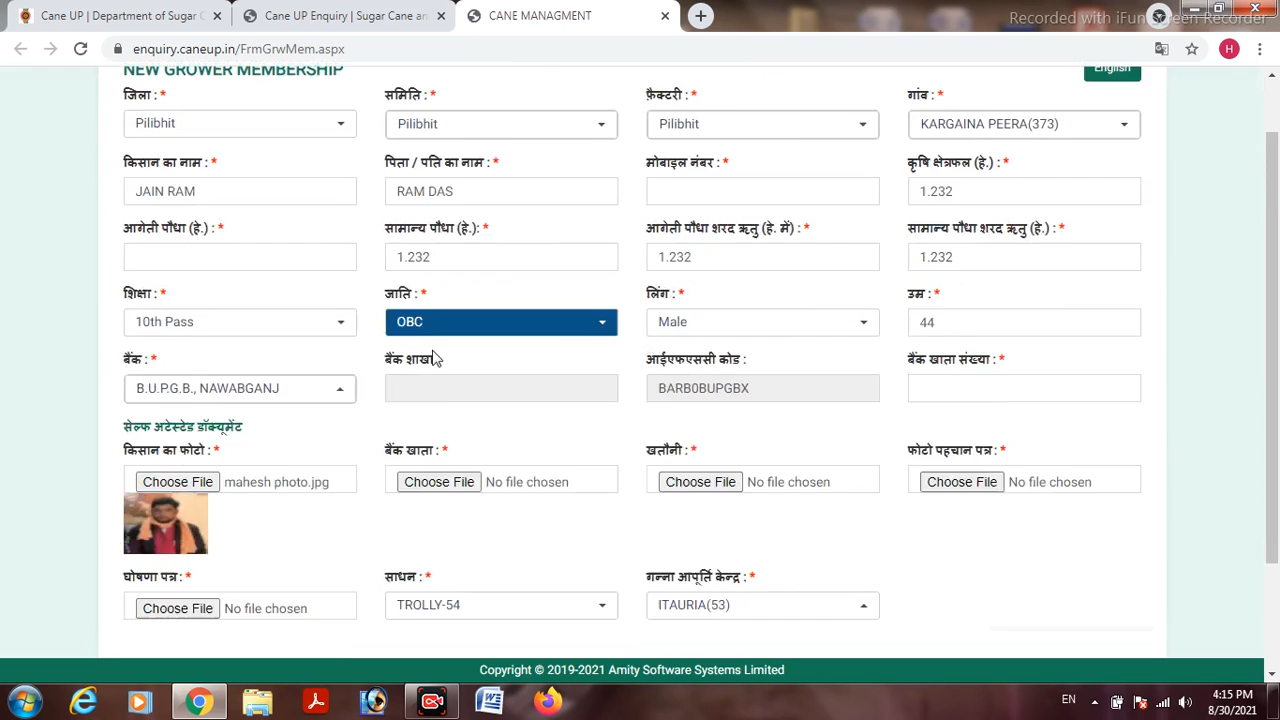 Cane UP | Department of Sugar C
Cane UP Enquiry | Sugar Cane an
CANE MANAGMENT
Recorded with iFun Screen Recorder
enquiry.caneup.in/FrmGrwMem.aspx
H
NEW GROWER MEMBERSHIP
English
जिला : * समिति : * फ़ैक्टरी : * गांव : *
Pilibhit Pilibhit Pilibhit KARGAINA PEERA(373)
किसान का नाम : * पिता / पति का नाम : * मोबाइल नंबर : * कृषि क्षेत्रफल (हे.) : *
JAIN RAM RAM DAS 1.232
आगेती पौधा (हे.) : * सामान्य पौधा (हे.): * आगेती पौधा शरद ऋतु (हे. में) : * सामान्य पौधा शरद ऋतु (हे.) : *
1.232 1.232 1.232
शिक्षा : * जाति : * लिंग : * उम्र : *
10th Pass OBC Male 44
बैंक : * बैंक शाखा आईएफएससी कोड : बैंक खाता संख्या : *
B.U.P.G.B., NAWABGANJ BARB0BUPGBX
सेल्फ अटेस्टेड डॉक्यूमेंट
किसान का फोटो : * बैंक खाता : * खतौनी : * फोटो पहचान पत्र : *
Choose File mahesh photo.jpg Choose File No file chosen Choose File No file chosen Choose File No file chosen
घोषणा पत्र : * साधन : * गन्ना आपूर्ति केन्द्र : *
Choose File No file chosen TROLLY-54 ITAURIA(53)
Copyright © 2019-2021 Amity Software Systems Limited
EN
4:15 PM
8/30/2021